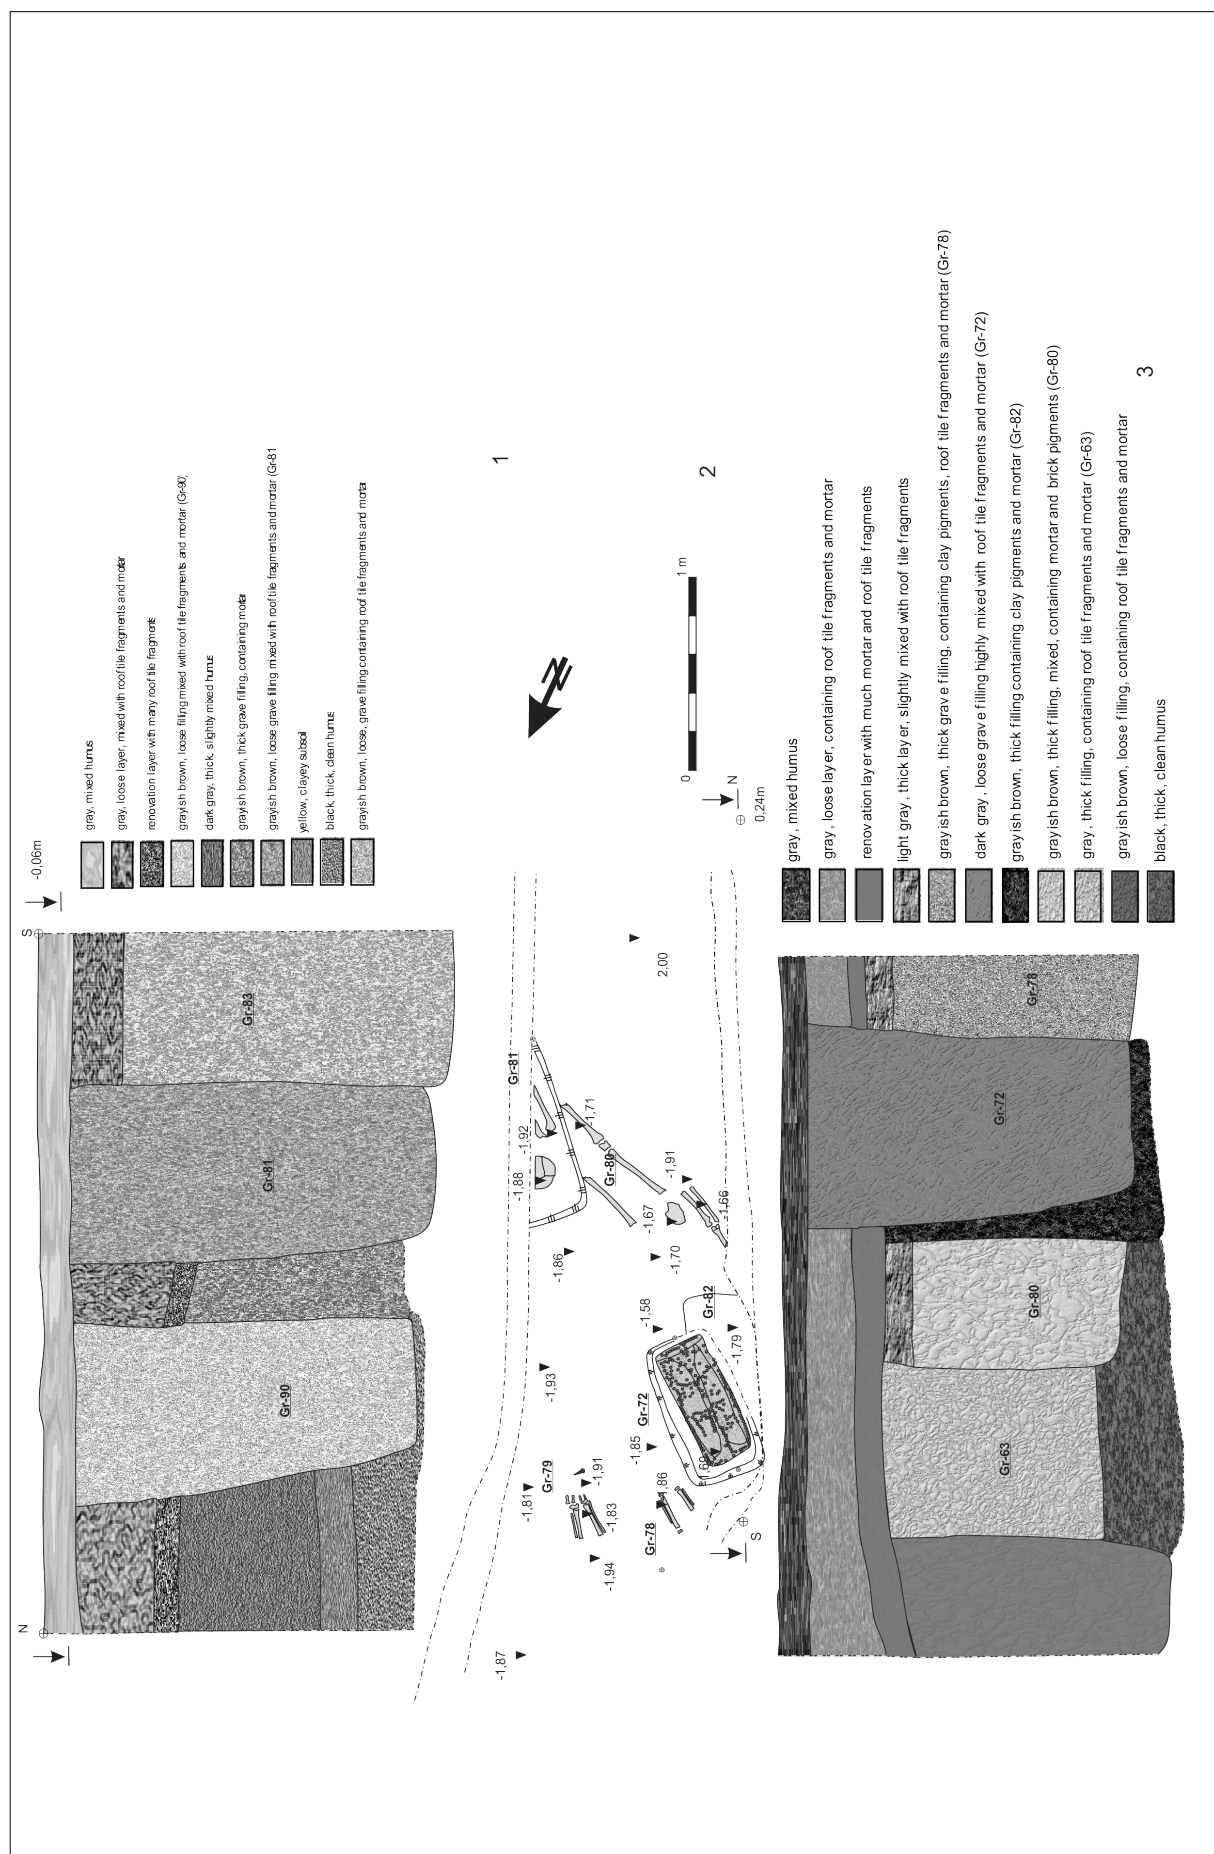 -0,06m
S
N
gray, mixed humus
gray, loose layer, mixed with roof tile fragments and mortar
renovation layer with many roof tile fragments
grayish brown, loose filling mixed with roof tile fragments and mortar (Gr-90)
dark gray, thick, slightly mixed humus
grayish brown, thick grave filling, containing mortar
grayish brown, loose grave filling mixed with roof tile fragments and mortar (Gr-81
yellow, clayey subsoil
black, thick, clean humus
grayish brown, loose, grave filling containing roof tile fragments and mortar
Gr-90
Gr-81
Gr-83
1
Gr-81
-1,92
-1,88
-1,71
Gr-80
-1,91
-1,66
-1,67
-1,70
-1,86
2,00
Gr-82
-1,58
-1,79
-1,93
Gr-72
-1,85
-1,69
-1,86
Gr-79
-1,91
-1,81
-1,83
-1,94
Gr-78
-1,87
S
N
0,24m
N
0
1 m
2
gray, mixed humus
gray, loose layer, containing roof tile fragments and mortar
renovation layer with much mortar and roof tile fragments
light gray, thick layer, slightly mixed with roof tile fragments
grayish brown, thick grave filling, containing clay pigments, roof tile fragments and mortar (Gr-78)
dark gray, loose grave filling highly mixed with roof tile fragments and mortar (Gr-72)
grayish brown, thick filling containing clay pigments and mortar (Gr-82)
grayish brown, thick filling, mixed, containing mortar and brick pigments (Gr-80)
gray, thick filling, containing roof tile fragments and mortar (Gr-63)
grayish brown, loose filling, containing roof tile fragments and mortar
black, thick, clean humus
Gr-63
Gr-80
Gr-72
Gr-78
3